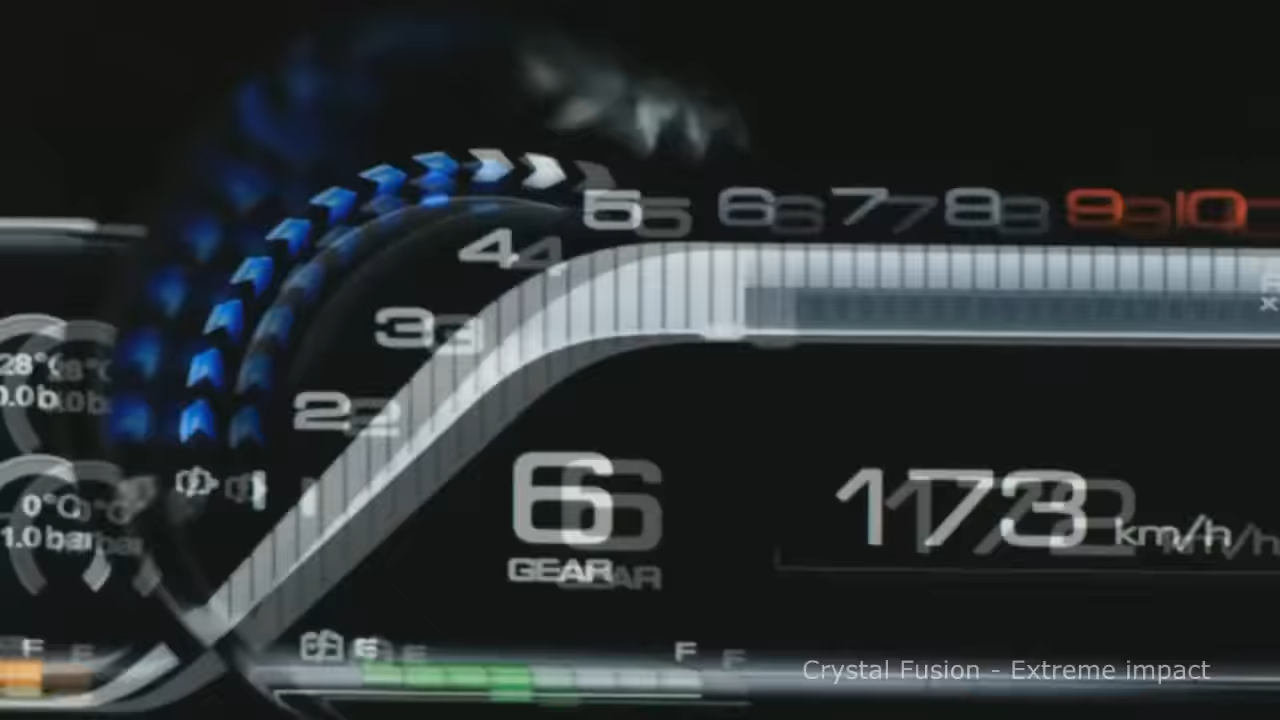 5 6 7 8 9 10
4
3
28°C
0.0 b
2
6
173 km/h
0°C
1.0 bar
GEAR
F
E
F
Crystal Fusion - Extreme impact